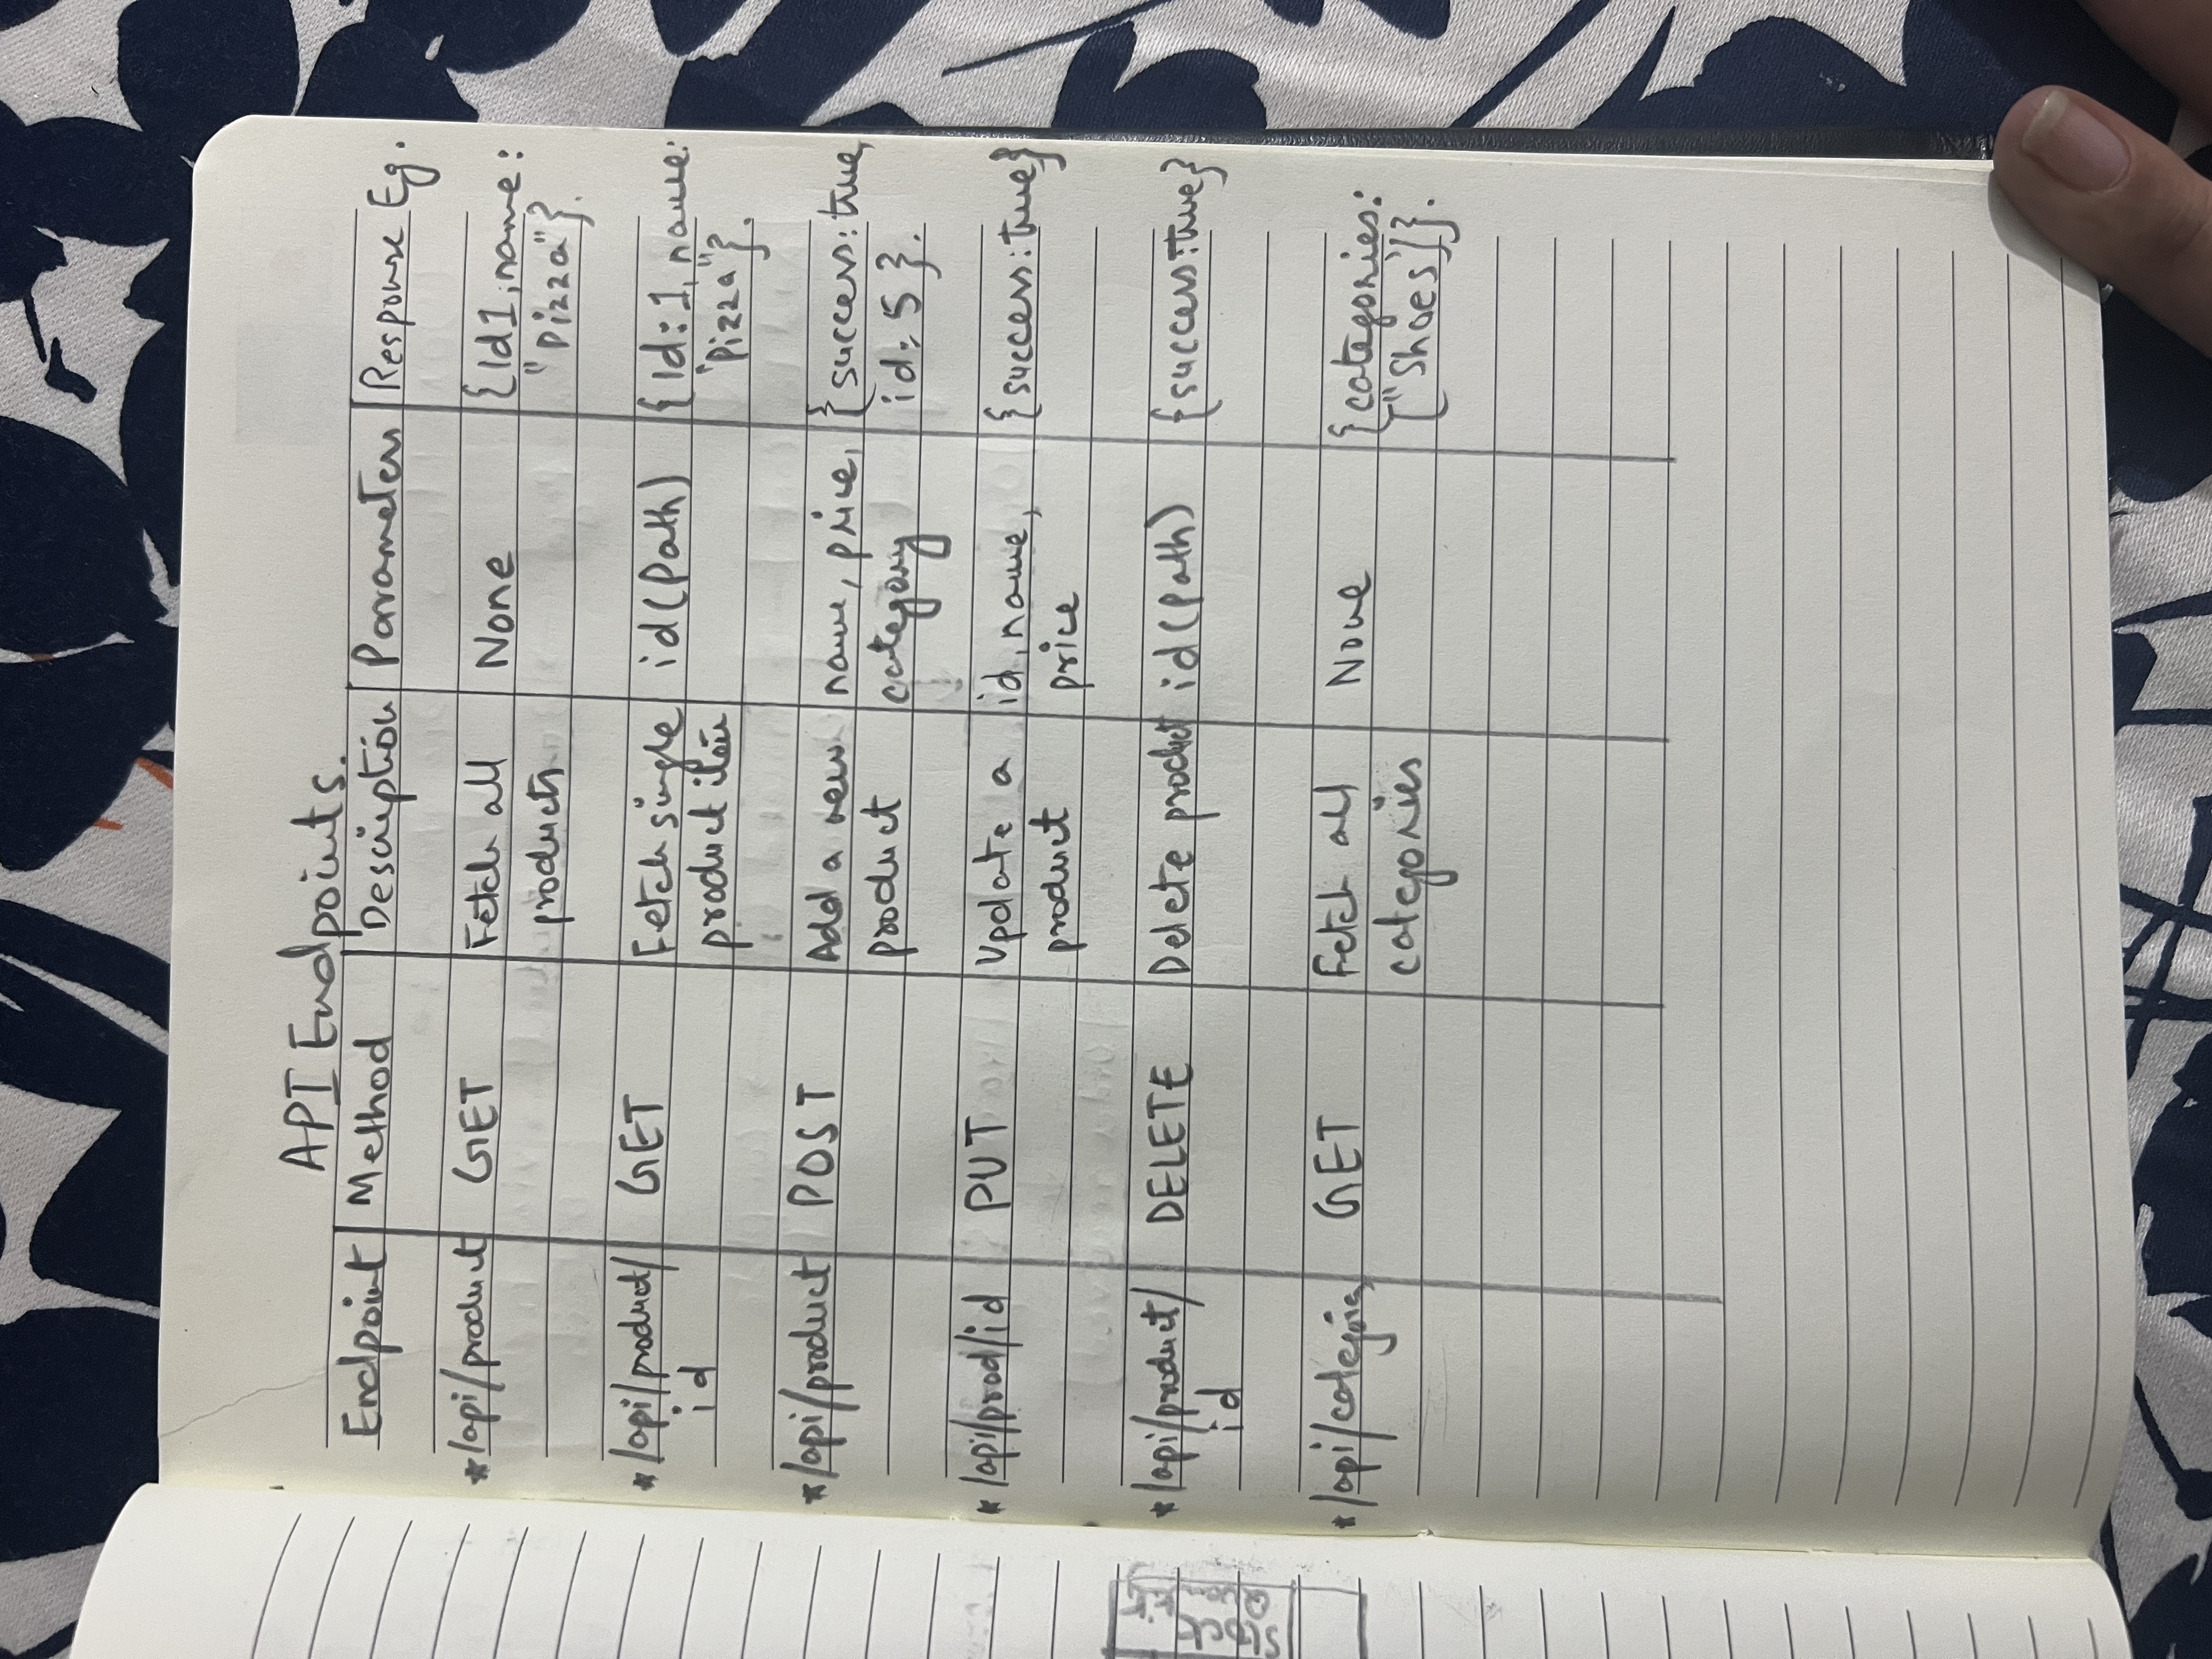 API Endpoints.
Endpoint Method Description Parameters Response Eg.
*/api/product GET Fetch all None {Id1,name:
products "Pizza"}.
*/api/product/ GET Fetch single id(Path) {Id:1, name:
id product item "Pizza"}.
*/api/product POST Add a new name, price, {success:true,
product category id: 5}.
*/api/prod/id PUT Update a id, name, {success:true}
product price
*/api/product/ DELETE Delete product id(Path) {success:true}
id
*/api/categories GET Fetch all None {categories:
categories ["Shoes"]}.
Stock